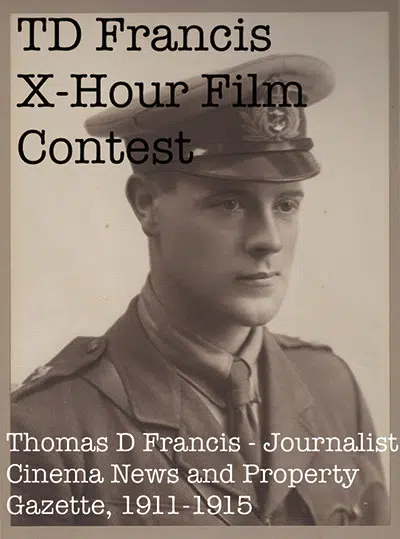 TD Francis
X-Hour Film
Contest
Thomas D Francis - Journalist
Cinema News and Property
Gazette, 1911-1915